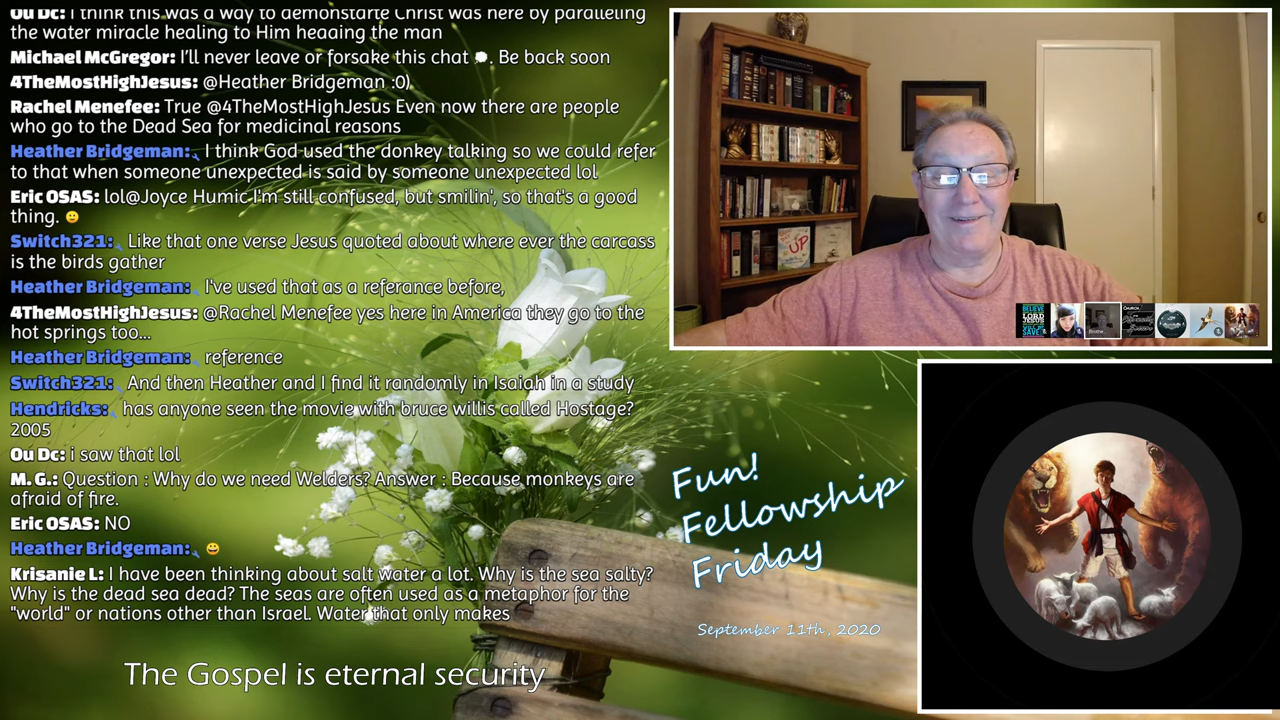 Ou Dc: I think this was a way to demonstarte Christ was here by paralleling
the water miracle healing to Him heaing the man
Michael McGregor: I'll never leave or forsake this chat 💭. Be back soon
4TheMostHighJesus: @Heather Bridgeman :0)
Rachel Menefee: True @4TheMostHighJesus Even now there are people
who go to the Dead Sea for medicinal reasons
Heather Bridgeman: I think God used the donkey talking so we could refer
to that when someone unexpected is said by someone unexpected lol
Eric OSAS: lol@Joyce Humic I'm still confused, but smilin', so that's a good
thing. 🙂
Switch321: Like that one verse Jesus quoted about where ever the carcass
is the birds gather
Heather Bridgeman: I've used that as a referance before,
4TheMostHighJesus: @Rachel Menefee yes here in America they go to the
hot springs too...
Heather Bridgeman: reference
Switch321: And then Heather and I find it randomly in Isaiah in a study
Hendricks: has anyone seen the movie with bruce willis called Hostage?
2005
Ou Dc: i saw that lol
M. G.: Question : Why do we need Welders? Answer : Because monkeys are
afraid of fire.
Eric OSAS: NO
Heather Bridgeman: 😀
Krisanie L: I have been thinking about salt water a lot. Why is the sea salty?
Why is the dead sea dead? The seas are often used as a metaphor for the
"world" or nations other than Israel. Water that only makes
The Gospel is eternal security
UP
BELIEVE
LORD
JESUS
SAVE
CHURCH
Fun!
Fellowship
Friday
September 11th, 2020